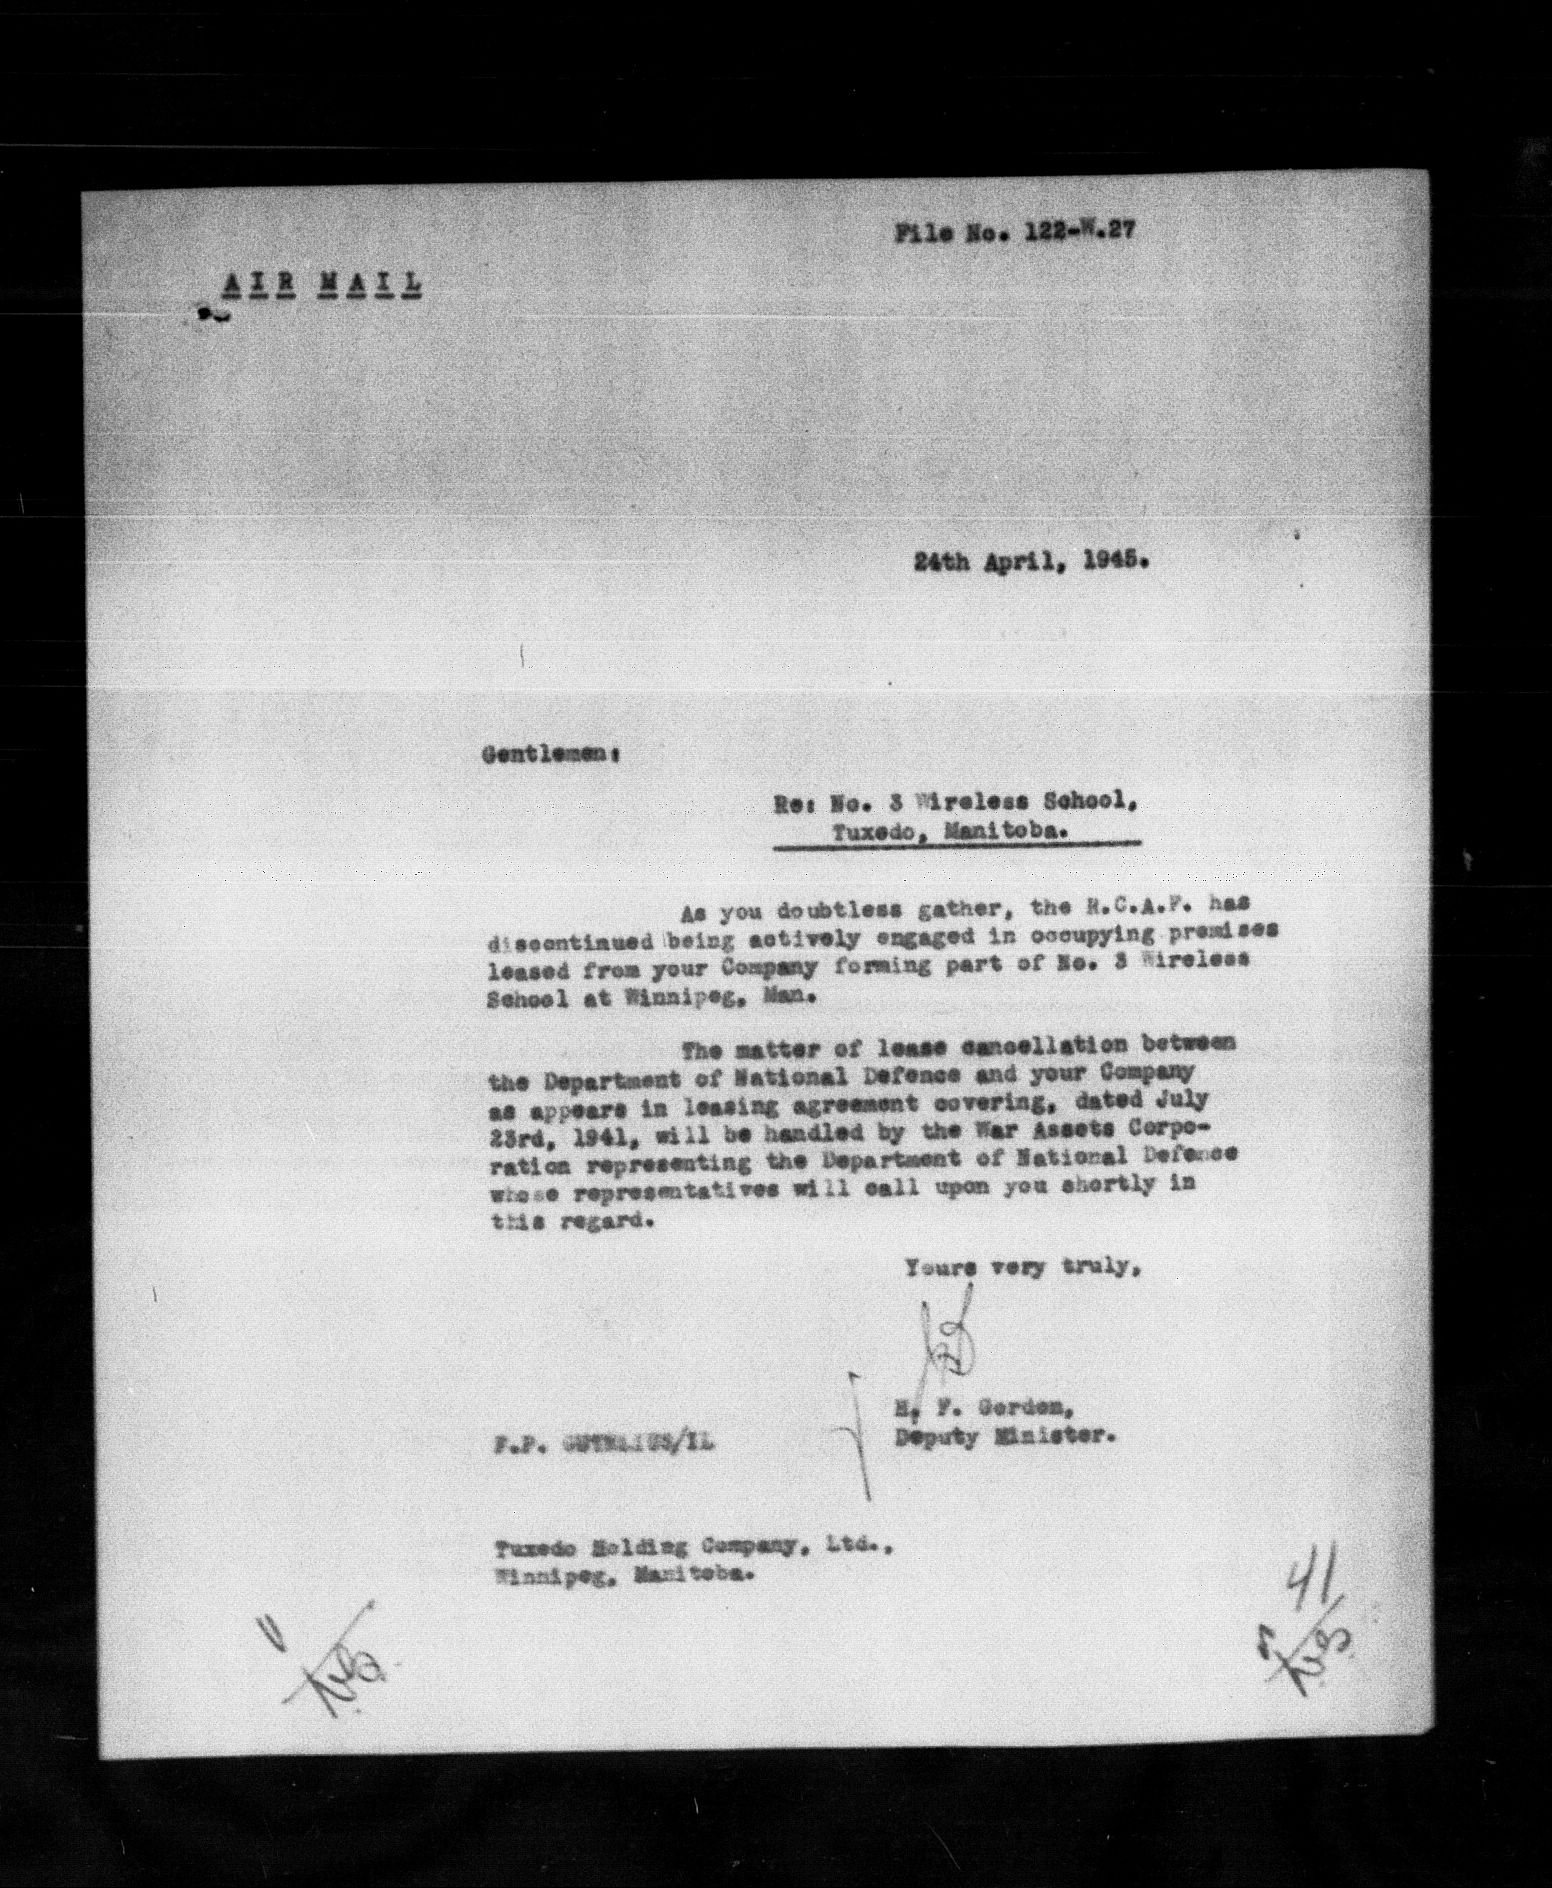 File No. 122-W.27
AIR MAIL
24th April, 1945.
Gentlemen:
Re: No. 3 Wireless School,
Tuxedo, Manitoba.
As you doubtless gather, the R.C.A.F. has
discontinued being actively engaged in occupying premises
leased from your Company forming part of No. 3 Wireless
School at Winnipeg, Man.
The matter of lease cancellation between
the Department of National Defence and your Company
as appears in leasing agreement covering, dated July
23rd, 1941, will be handled by the War Assets Corpo-
ration representing the Department of National Defence
whose representatives will call upon you shortly in
this regard.
Yours very truly,
H. F. Gordon,
Deputy Minister.
F.P. GUTELIUS/IL
Tuxedo Holding Company, Ltd.,
Winnipeg, Manitoba.
41